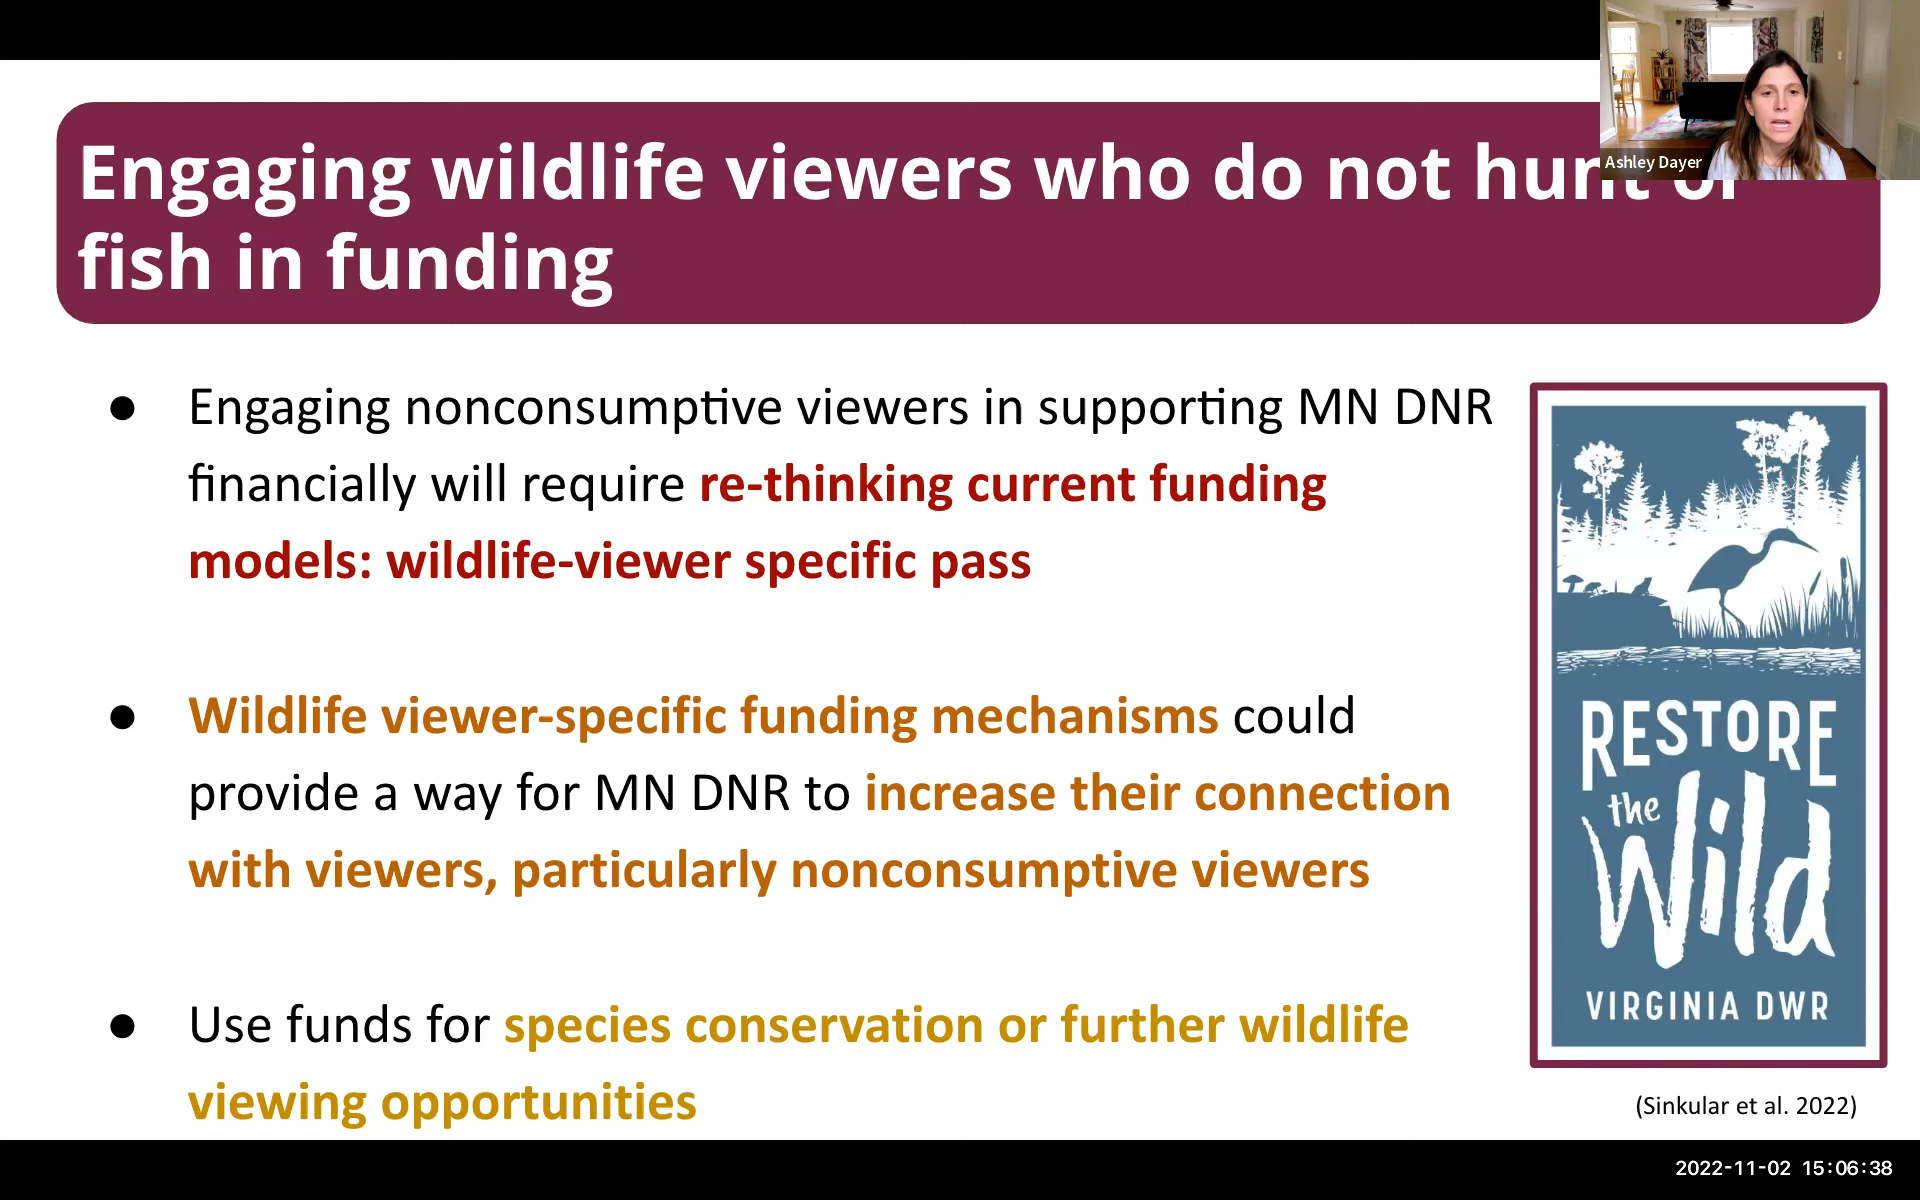 Ashley Dayer
Engaging wildlife viewers who do not hunt or
fish in funding
● Engaging nonconsumptive viewers in supporting MN DNR
financially will require re-thinking current funding
models: wildlife-viewer specific pass
● Wildlife viewer-specific funding mechanisms could
provide a way for MN DNR to increase their connection
with viewers, particularly nonconsumptive viewers
● Use funds for species conservation or further wildlife
viewing opportunities
RESTORE
the
Wild
VIRGINIA DWR
(Sinkular et al. 2022)
2022-11-02 15:06:38